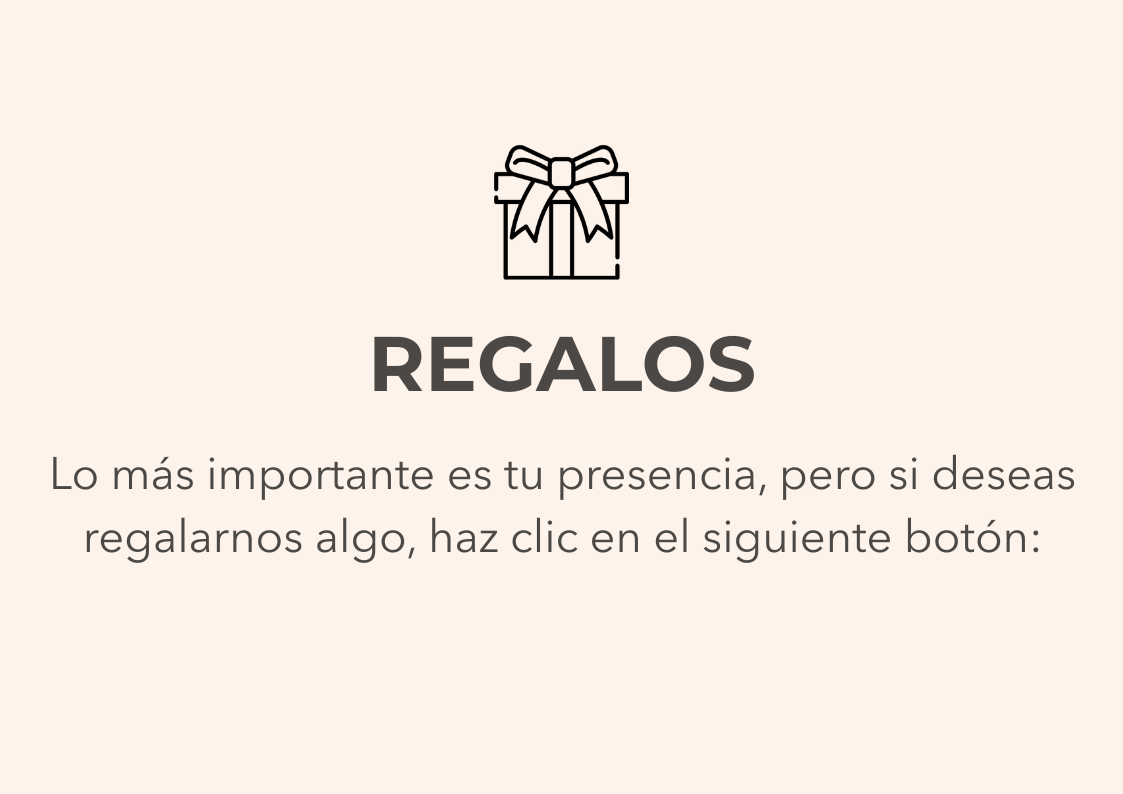 REGALOS
Lo más importante es tu presencia, pero si deseas
regalarnos algo, haz clic en el siguiente botón: